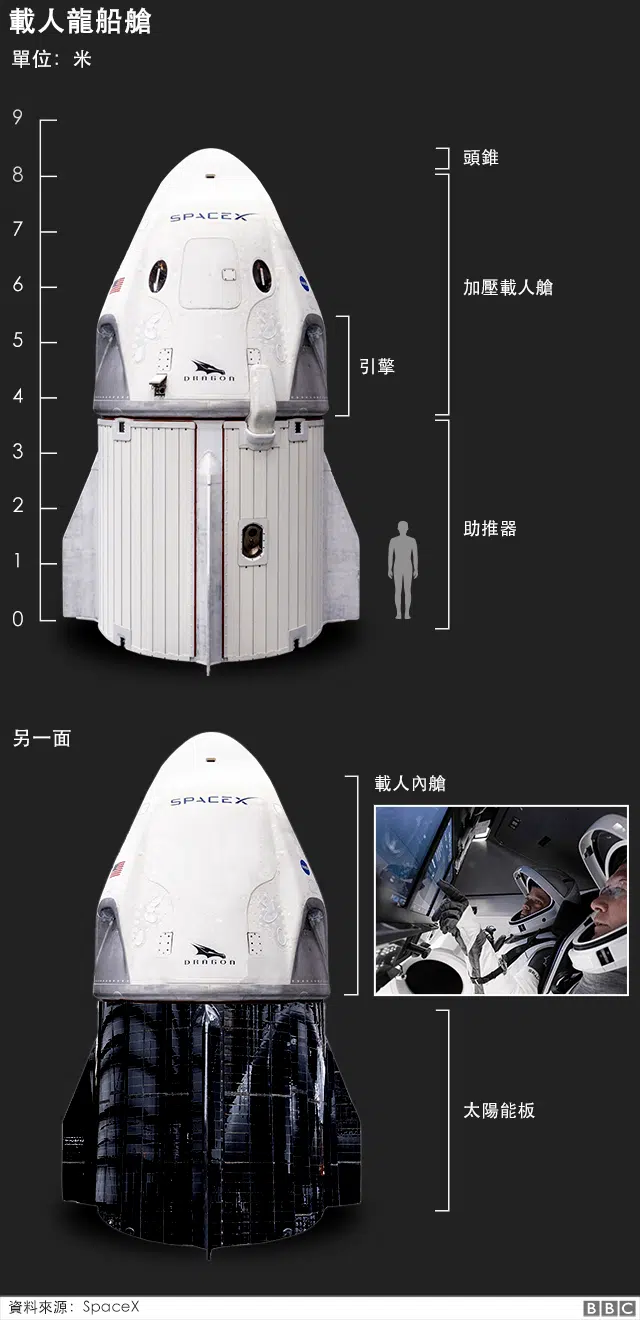 載人龍船艙
單位：米
9
8
7
6
5
4
3
2
1
0
SPACEX
DRAGON
頭錐
加壓載人艙
引擎
助推器
另一面
SPACEX
DRAGON
載人內艙
太陽能板
資料來源：SpaceX
BBC